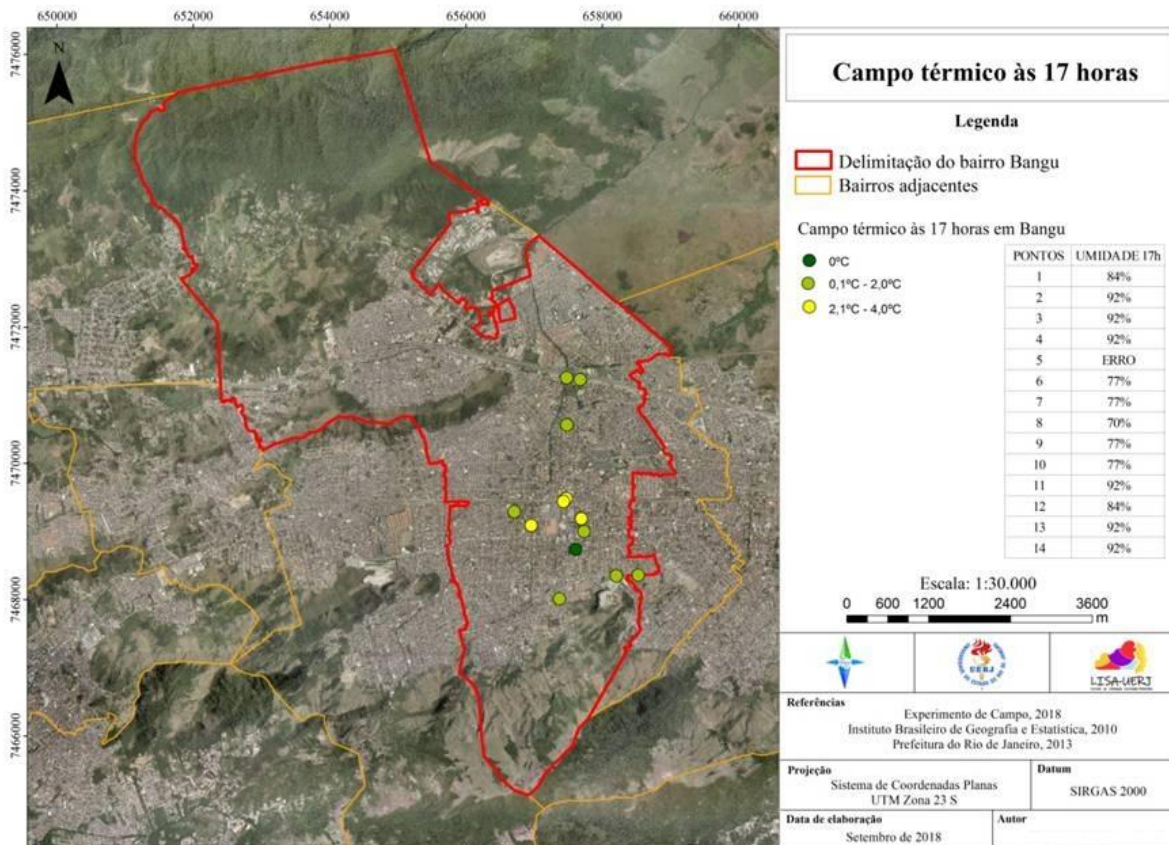 650000 652000 654000 656000 658000 660000
7476000
7474000
7472000
7470000
7468000
7466000
N
Campo térmico às 17 horas
Legenda
Delimitação do bairro Bangu
Bairros adjacentes
Campo térmico às 17 horas em Bangu
0ºC
0,1ºC - 2,0ºC
2,1ºC - 4,0ºC
PONTOS UMIDADE 17h
1 84%
2 92%
3 92%
4 92%
5 ERRO
6 77%
7 77%
8 70%
9 77%
10 77%
11 92%
12 84%
13 92%
14 92%
Escala: 1:30.000
0 600 1200 2400 3600
m
UERJ
LISA-UERJ
Referências
Experimento de Campo, 2018
Instituto Brasileiro de Geografia e Estatística, 2010
Prefeitura do Rio de Janeiro, 2013
Projeção
Sistema de Coordenadas Planas
UTM Zona 23 S
Datum
SIRGAS 2000
Data de elaboração
Setembro de 2018
Autor